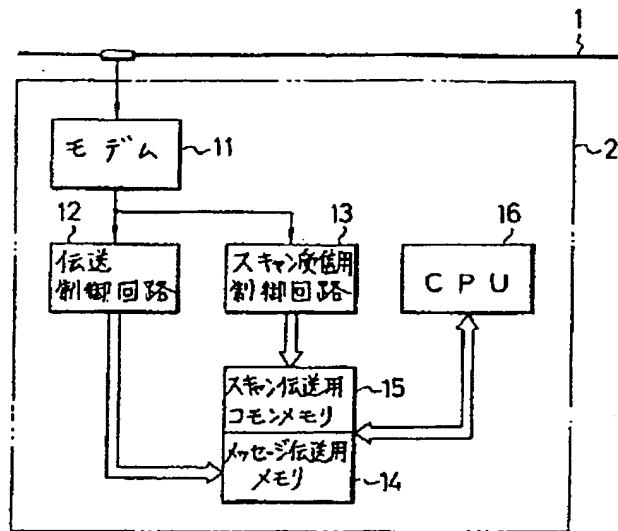 1
2
モデム
11
12
伝送
制御回路
13
スキャン受信用
制御回路
16
CPU
スキャン伝送用
コモンメモリ
15
メッセージ伝送用
メモリ
14